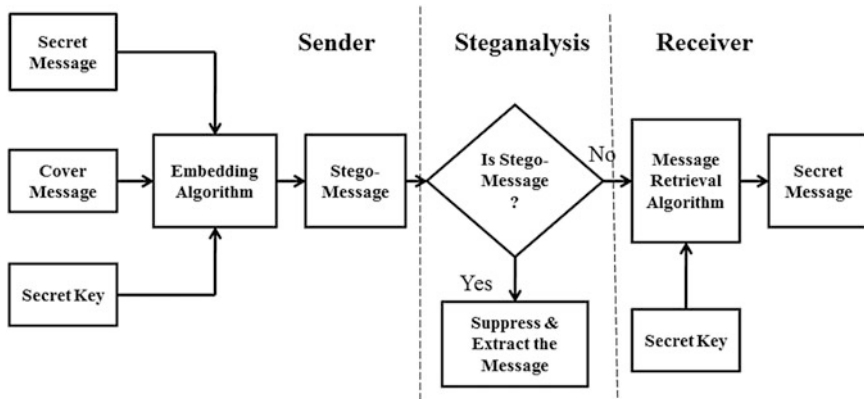 Sender
Steganalysis
Receiver
Secret
Message
Cover
Message
Secret Key
Embedding
Algorithm
Stego-
Message
Is Stego-
Message
?
No
Yes
Suppress &
Extract the
Message
Message
Retrieval
Algorithm
Secret Key
Secret
Message